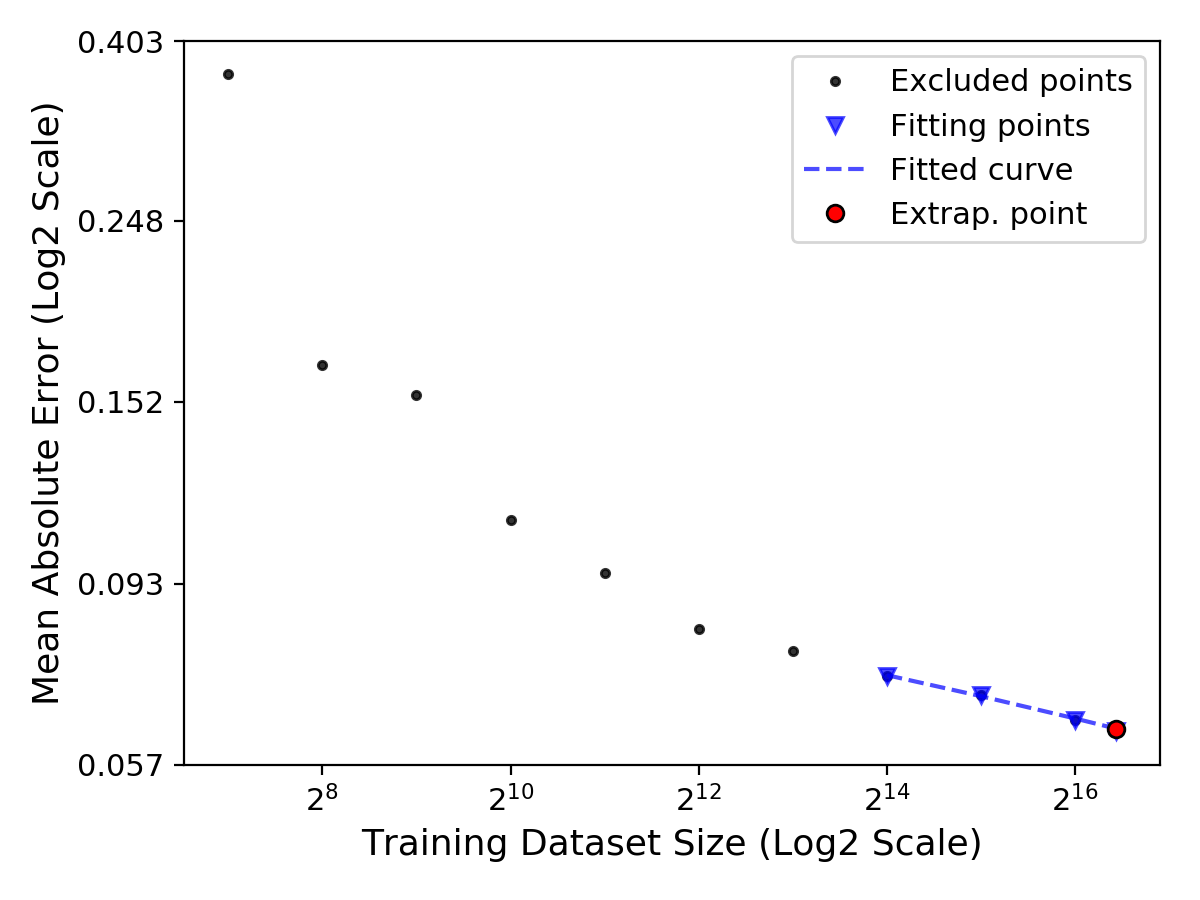 0.403
0.248
0.152
0.093
0.057
Mean Absolute Error (Log2 Scale)
Excluded points
Fitting points
Fitted curve
Extrap. point
2^8 2^10 2^12 2^14 2^16
Training Dataset Size (Log2 Scale)